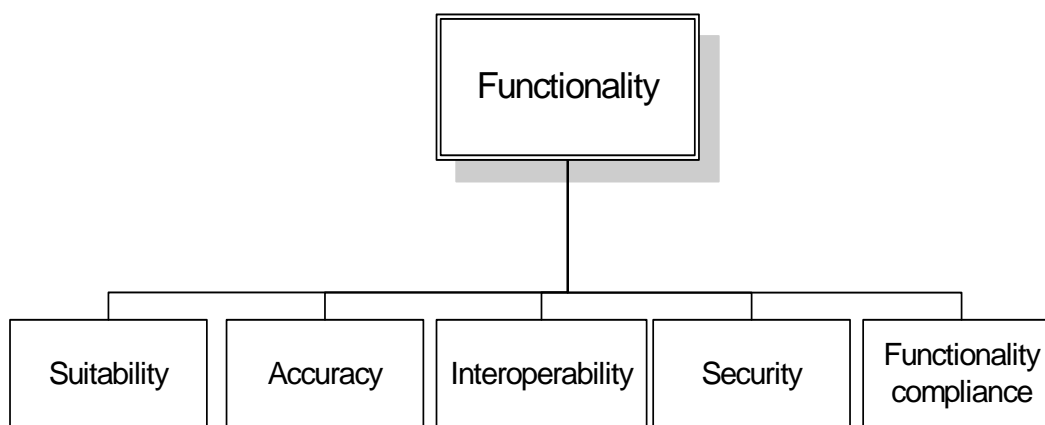 Functionality
Suitability
Accuracy
Interoperability
Security
Functionality
compliance